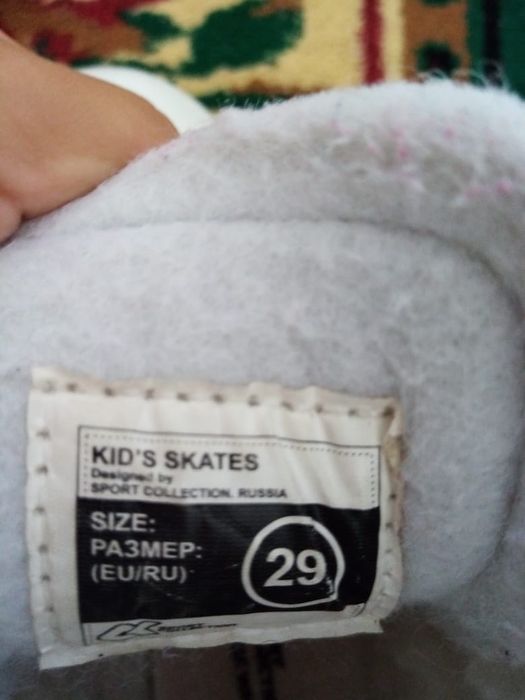 KID'S SKATES
Designed by
SPORT COLLECTION. RUSSIA
SIZE:
РАЗМЕР:
(EU/RU)
29